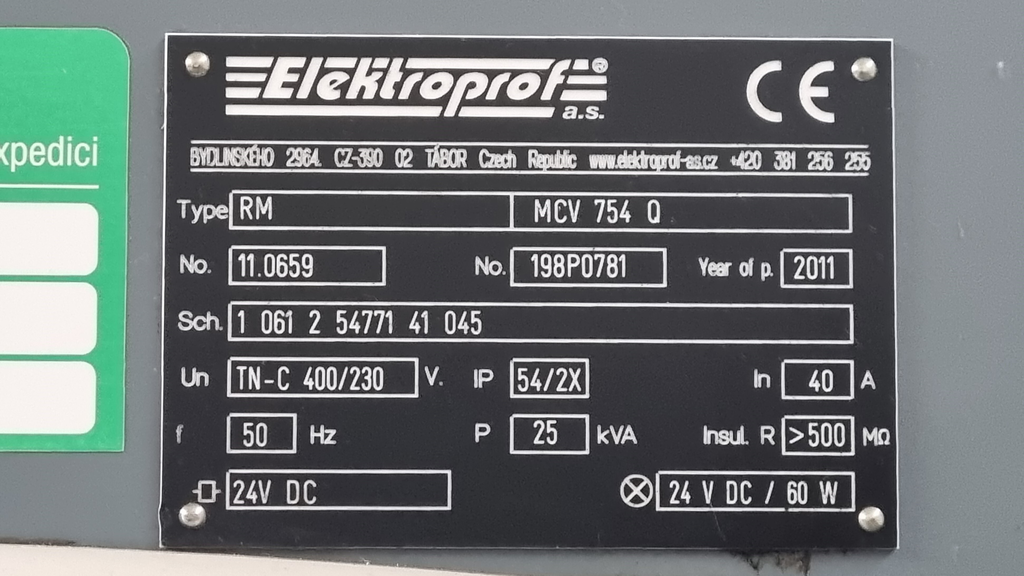 Elektroprof®
a.s.
CE
xpedici
BYDLINSKÉHO 2964, CZ-390 02 TÁBOR Czech Republic www.elektroprof-as.cz +420 381 256 255
Type RM MCV 754 Q
No. 11.0659 No. 198P0781 Year of p. 2011
Sch. 1 061 2 54771 41 045
Un TN-C 400/230 V. IP 54/2X In 40 A
f 50 Hz P 25 kVA Insul. R >500 MΩ
24V DC 24 V DC / 60 W